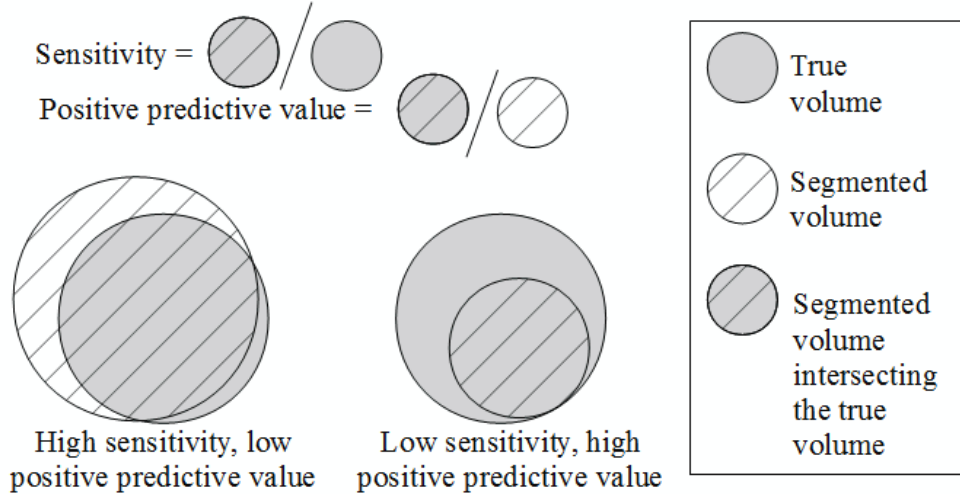 Sensitivity =
Positive predictive value =
High sensitivity, low
positive predictive value
Low sensitivity, high
positive predictive value
True
volume
Segmented
volume
Segmented
volume
intersecting
the true
volume